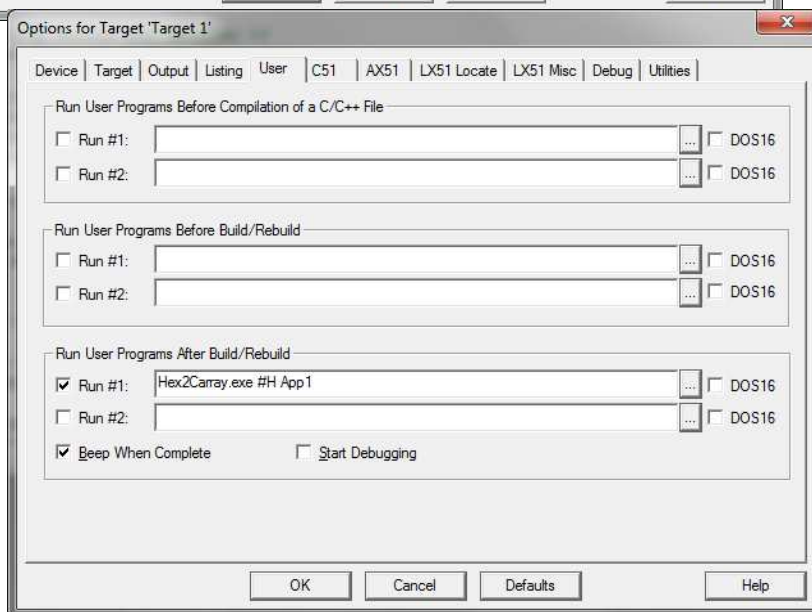 Options for Target 'Target 1'
Device | Target | Output | Listing | User | C51 | AX51 | LX51 Locate | LX51 Misc | Debug | Utilities
Run User Programs Before Compilation of a C/C++ File
Run #1: ... DOS16
Run #2: ... DOS16
Run User Programs Before Build/Rebuild
Run #1: ... DOS16
Run #2: ... DOS16
Run User Programs After Build/Rebuild
Run #1: Hex2Carray.exe #H App1 ... DOS16
Run #2: ... DOS16
Beep When Complete Start Debugging
OK Cancel Defaults Help